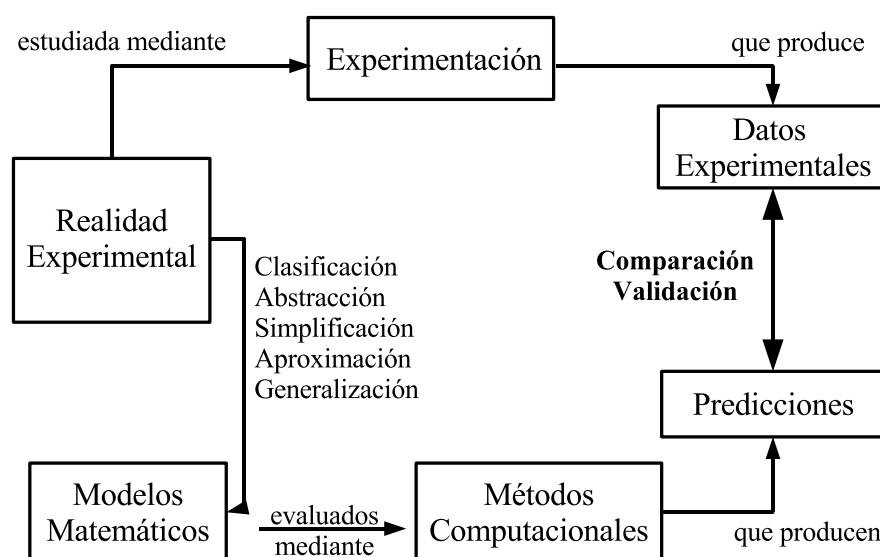 estudiada mediante
Experimentación
que produce
Datos
Experimentales
Realidad
Experimental
Clasificación
Abstracción
Simplificación
Aproximación
Generalización
Comparación
Validación
Predicciones
Modelos
Matemáticos
evaluados
mediante
Métodos
Computacionales
que producen